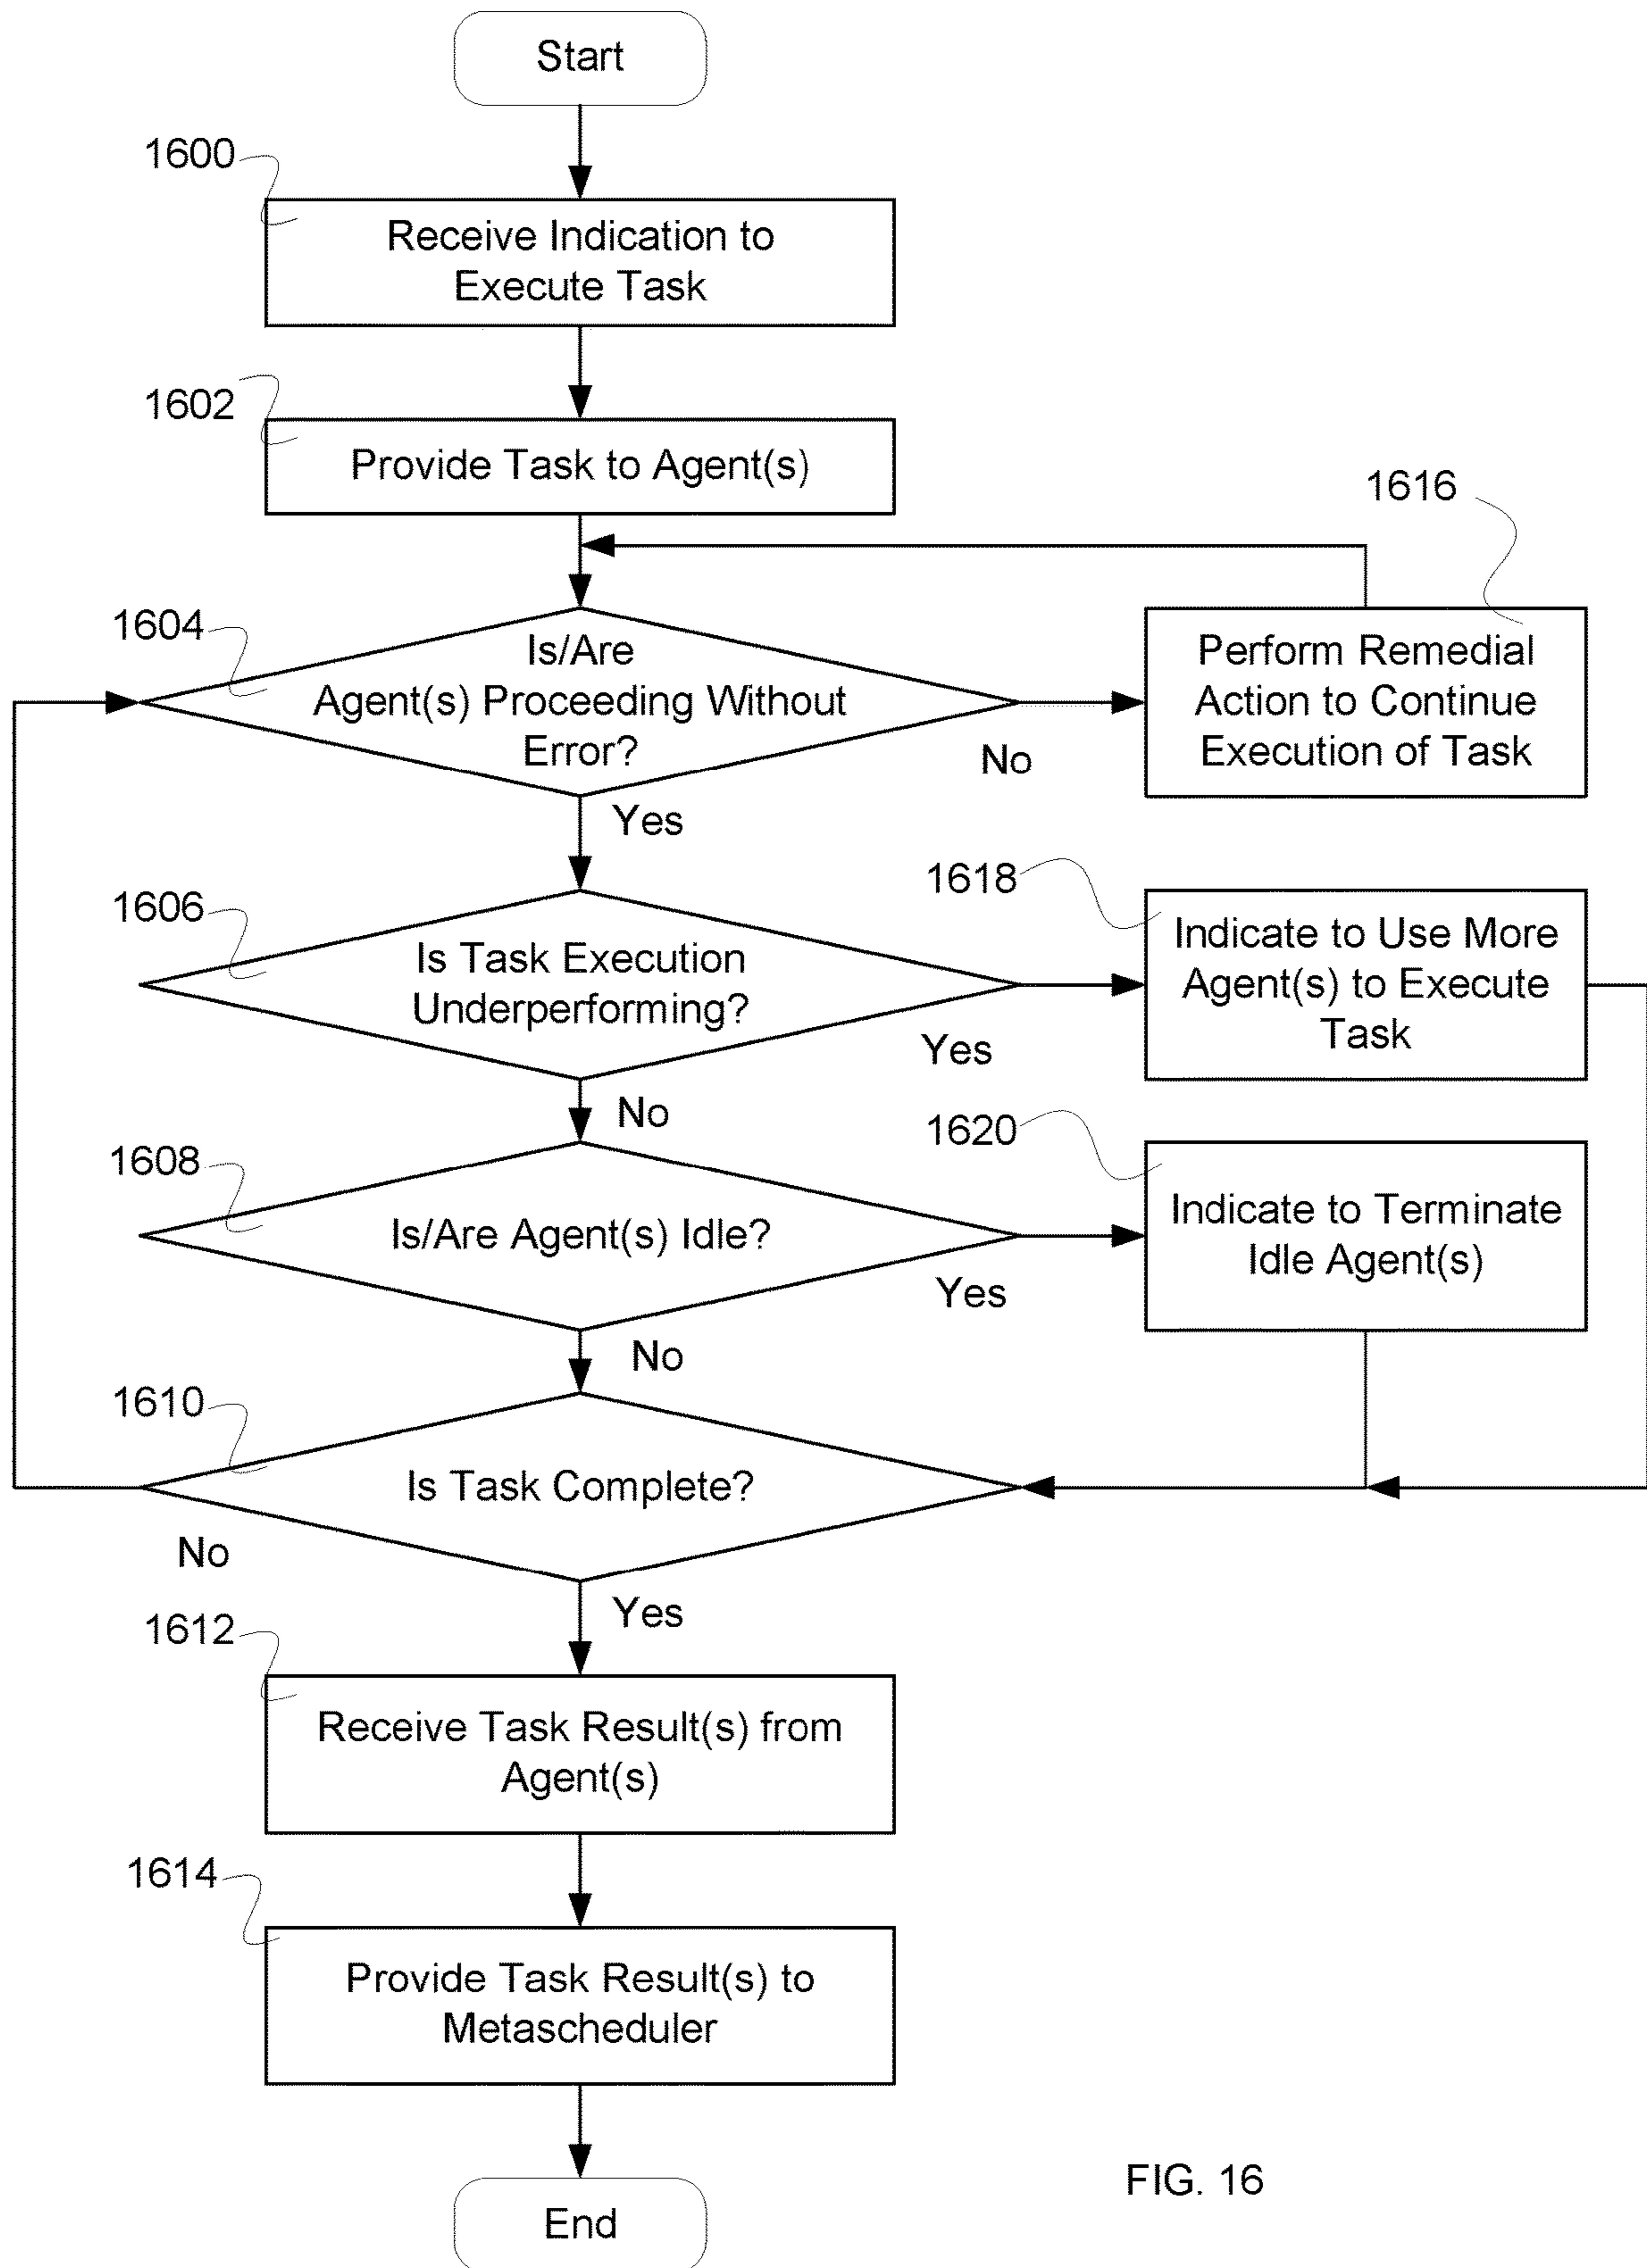 Start
1600
Receive Indication to
Execute Task
1602
Provide Task to Agent(s)
1616
1604
Is/Are
Agent(s) Proceeding Without
Error?
No
Perform Remedial
Action to Continue
Execution of Task
Yes
1606
Is Task Execution
Underperforming?
Yes
1618
Indicate to Use More
Agent(s) to Execute
Task
No
1608
Is/Are Agent(s) Idle?
Yes
1620
Indicate to Terminate
Idle Agent(s)
No
1610
Is Task Complete?
No
Yes
1612
Receive Task Result(s) from
Agent(s)
1614
Provide Task Result(s) to
Metascheduler
End
FIG. 16